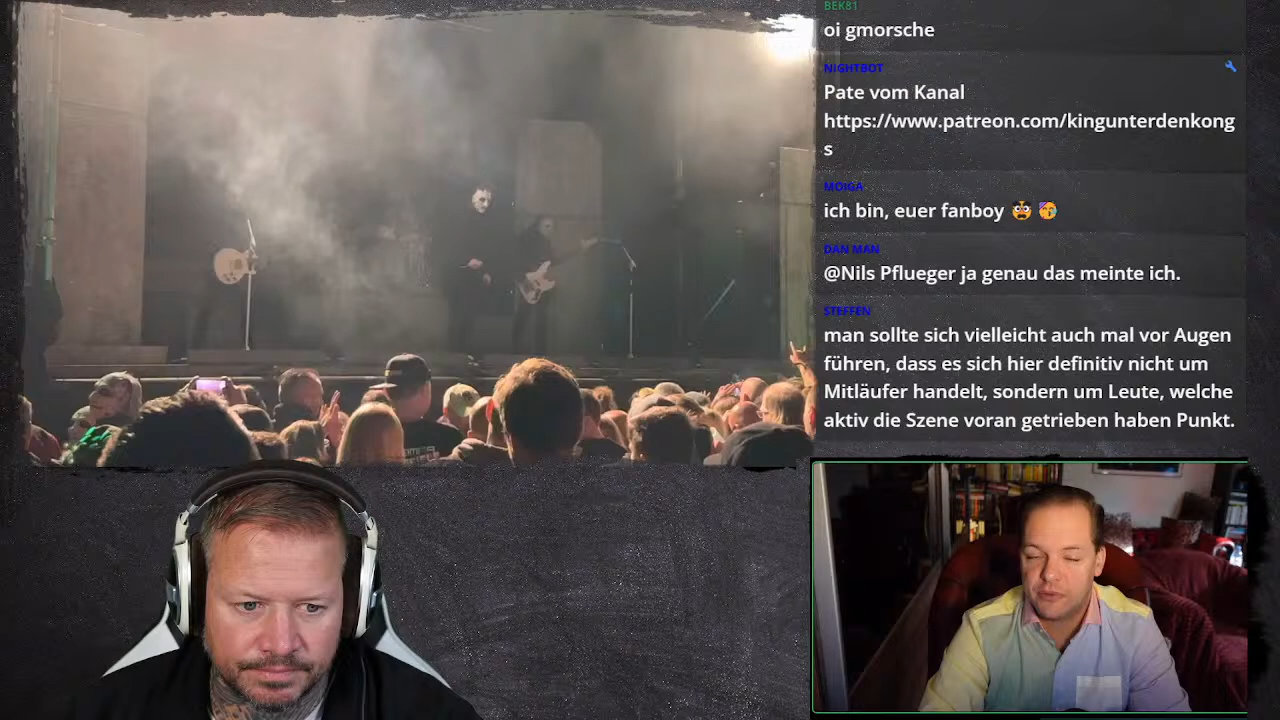 BEK81
oi gmorsche
NIGHTBOT
Pate vom Kanal
https://www.patreon.com/kingunterdenkong
s
MOIGA
ich bin, euer fanboy 🥸 🥳
DAN MAN
@Nils Pflueger ja genau das meinte ich.
STEFFEN
man sollte sich vielleicht auch mal vor Augen
führen, dass es sich hier definitiv nicht um
Mitläufer handelt, sondern um Leute, welche
aktiv die Szene voran getrieben haben Punkt.